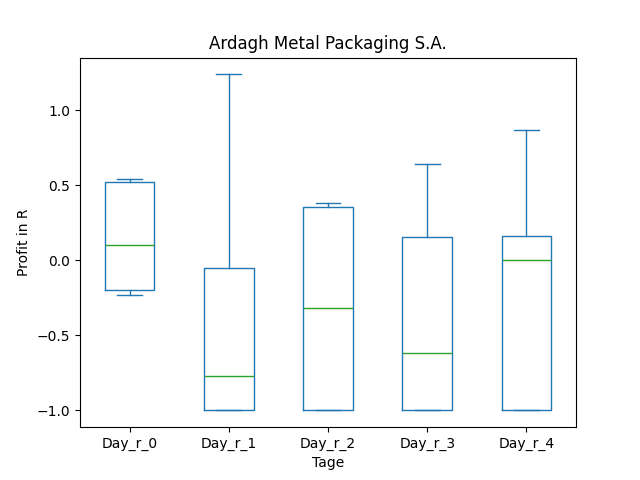 Ardagh Metal Packaging S.A.
Profit in R
1.0
0.5
0.0
−0.5
−1.0
Day_r_0 Day_r_1 Day_r_2 Day_r_3 Day_r_4
Tage